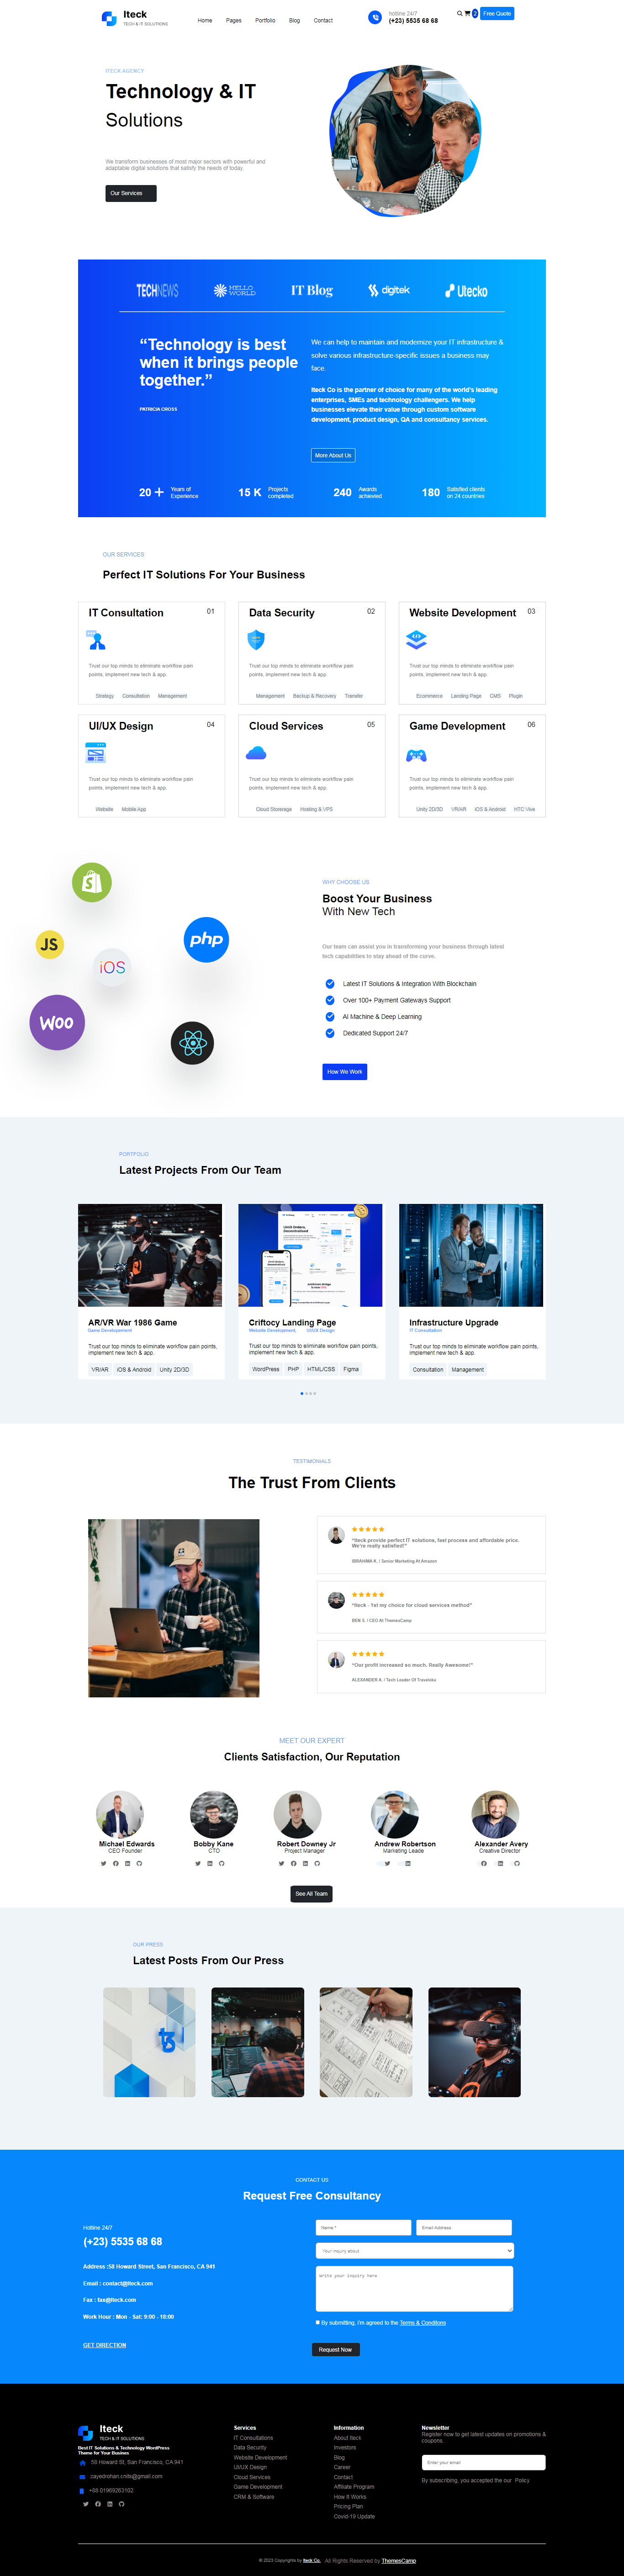 Iteck
TECH & IT SOLUTIONS
Home Pages Portfolio Blog Contact
hotline 24/7
(+23) 5535 68 68
Free Quote
ITECK AGENCY
Technology & IT
Solutions
We transform businesses of most major sectors with powerful and
adaptable digital solutions that satisfy the needs of today.
Our Services
TECHNEWS
HELLO
WORLD
IT Blog
digitek
Utecko
“Technology is best
when it brings people
together.”
PATRICIA CROSS
We can help to maintain and modernize your IT infrastructure &
solve various infrastructure-specific issues a business may
face.
Iteck Co is the partner of choice for many of the world's leading
enterprises, SMEs and technology challenges. We help
businesses elevate their value through custom software
development, product design, QA and consultancy services.
More About Us
20 +
Years of
Experience
15 K
Projects
completed
240
Awards
achieved
180
Satisfied clients
on 24 countries
OUR SERVICES
Perfect IT Solutions For Your Business
IT Consultation 01
Trust our top minds to eliminate workflow pain
points, implement new tech & app.
Strategy Consultation Management
Data Security 02
Trust our top minds to eliminate workflow pain
points, implement new tech & app.
Management Backup & Recovery Transfer
Website Development 03
Trust our top minds to eliminate workflow pain
points, implement new tech & app.
Ecommerce Landing Page CMS Plugin
UI/UX Design 04
Trust our top minds to eliminate workflow pain
points, implement new tech & app.
Website Mobile App
Cloud Services 05
Trust our top minds to eliminate workflow pain
points, implement new tech & app.
Cloud Storerage Hosting & VPS
Game Development 06
Trust our top minds to eliminate workflow pain
points, implement new tech & app.
Unity 2D/3D VR/AR iOS & Android HTC Vive
JS
iOS
php
WOO
WHY CHOOSE US
Boost Your Business
With New Tech
Our team can assist you in transforming your business through latest
tech capabilities to stay ahead of the curve.
Latest IT Solutions & Integration With Blockchain
Over 100+ Payment Gateways Support
AI Machine & Deep Learning
Dedicated Support 24/7
How We Work
PORTFOLIO
Latest Projects From Our Team
AR/VR War 1986 Game
Game Developement
Trust our top minds to eliminate workflow pain points,
implement new tech & app.
VR/AR iOS & Android Unity 2D/3D
Criftocy Landing Page
Website Development, UI/UX Design
Trust our top minds to eliminate workflow pain points,
implement new tech & app.
WordPress PHP HTML/CSS Figma
Infrastructure Upgrade
IT Consultation
Trust our top minds to eliminate workflow pain points,
implement new tech & app.
Consultation Management
TESTIMONIALS
The Trust From Clients
“Iteck provide perfect IT solutions, fast process and affordable price.
We're really satisfied!”
IBRAHIMA K. / Senior Marketing At Amazon
“Iteck - 1st my choice for cloud services method”
BEN S. / CEO At ThemesCamp
“Our profit increased so much. Really Awesome!”
ALEXANDER A. / Tech Leader Of Traveloka
MEET OUR EXPERT
Clients Satisfaction, Our Reputation
Michael Edwards
CEO Founder
Bobby Kane
CTO
Robert Downey Jr
Project Manager
Andrew Robertson
Marketing Leade
Alexander Avery
Creative Director
See All Team
OUR PRESS
Latest Posts From Our Press
CONTACT US
Request Free Consultancy
Hotline 24/7
(+23) 5535 68 68
Address :58 Howard Street, San Francisco, CA 941
Email : contact@iteck.com
Fax : fax@iteck.com
Work Hour : Mon - Sat: 9:00 - 18:00
GET DIRECTION
Name *
Email Address
Your inquiry about
Write your inquiry here
By submitting, i'm agreed to the Terms & Conditons
Request Now
Iteck
TECH & IT SOLUTIONS
Best IT Solutions & Technology WordPress
Theme for Your Busines
58 Howard St, San Francisco, CA 941
zayedrohan.cmits@gmail.com
+88 01969263102
Services
IT Consultations
Data Security
Website Development
UI/UX Design
Cloud Services
Game Development
CRM & Software
Information
About Iteck
Investors
Blog
Career
Contact
Affiliate Program
How It Works
Pricing Plan
Covid-19 Update
Newsletter
Register now to get latest updates on promotions &
coupons.
Enter your email
By subscribing, you accepted the our Policy
© 2023 Copyrights by Iteck Co. All Rights Reserved by ThemesCamp